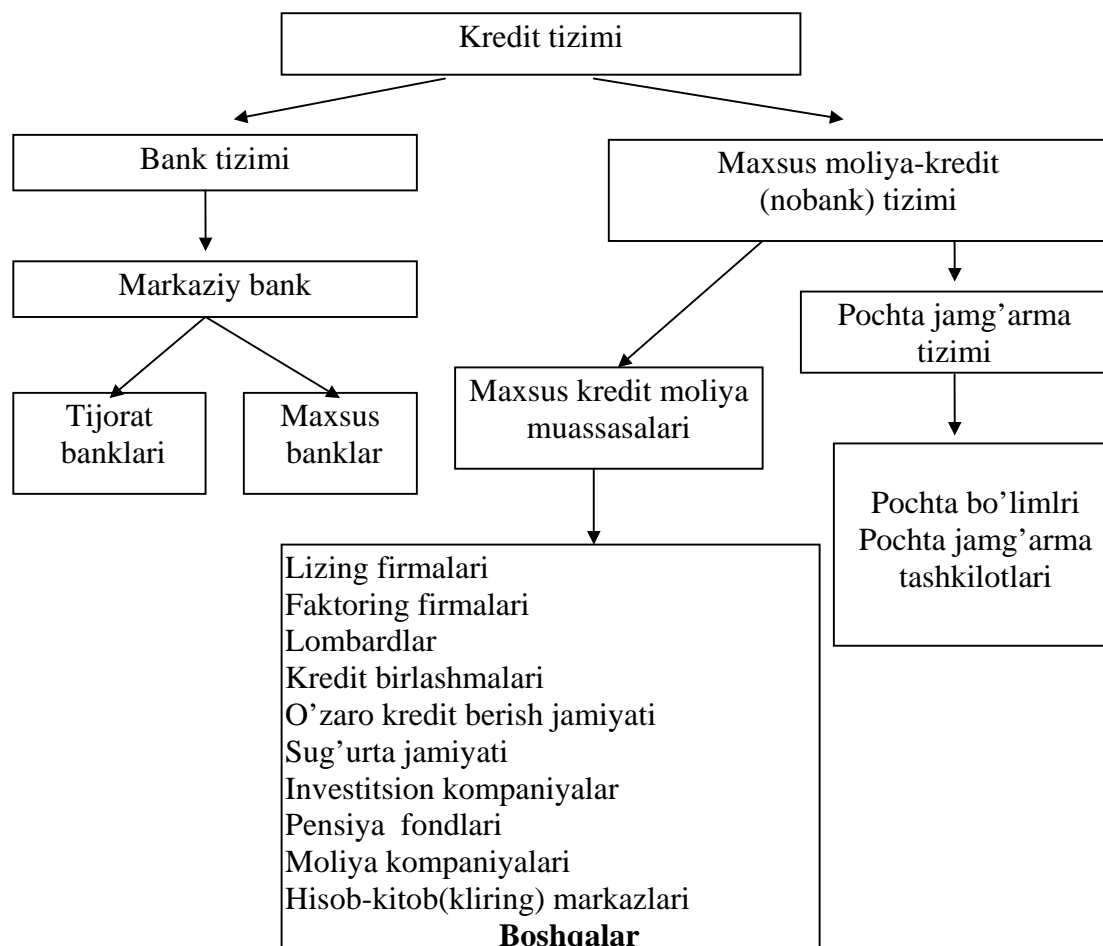 Kredit tizimi
Bank tizimi
Maxsus moliya-kredit
(nobank) tizimi
Markaziy bank
Pochta jamg’arma
tizimi
Tijorat
banklari
Maxsus
banklar
Maxsus kredit moliya
muassasalari
Pochta bo’limlri
Pochta jamg’arma
tashkilotlari
Lizing firmalari
Faktoring firmalari
Lombardlar
Kredit birlashmalari
O’zaro kredit berish jamiyati
Sug’urta jamiyati
Investitsion kompaniyalar
Pensiya fondlari
Moliya kompaniyalari
Hisob-kitob(kliring) markazlari
Boshqalar